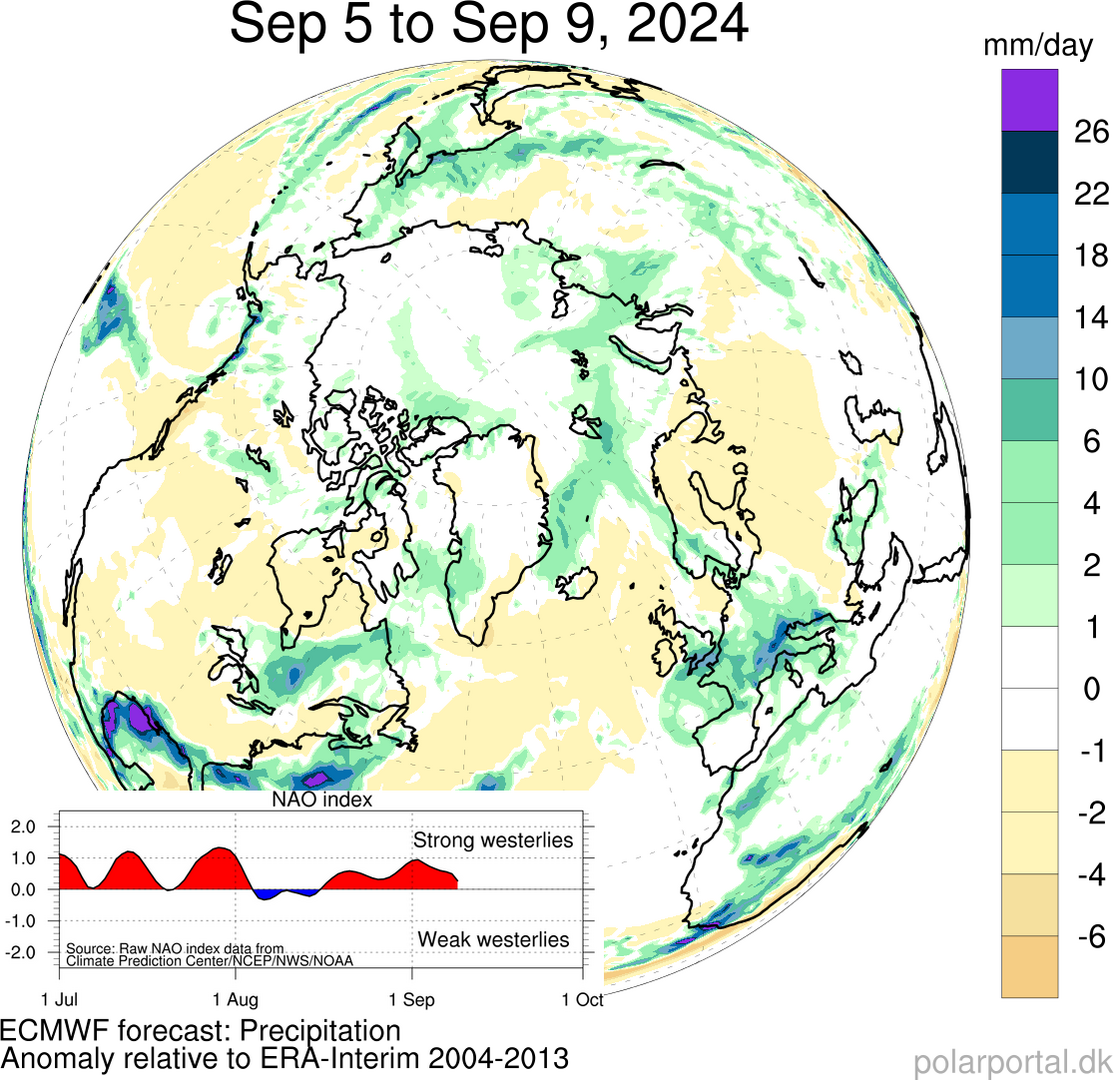 Sep 5 to Sep 9, 2024
mm/day
26
22
18
14
10
6
4
2
1
0
-1
-2
-4
-6
NAO index
2.0
Strong westerlies
1.0
0.0
-1.0
Weak westerlies
-2.0
Source: Raw NAO index data from
Climate Prediction Center/NCEP/NWS/NOAA
1 Jul
1 Aug
1 Sep
1 Oct
ECMWF forecast: Precipitation
Anomaly relative to ERA-Interim 2004-2013
polarportal.dk